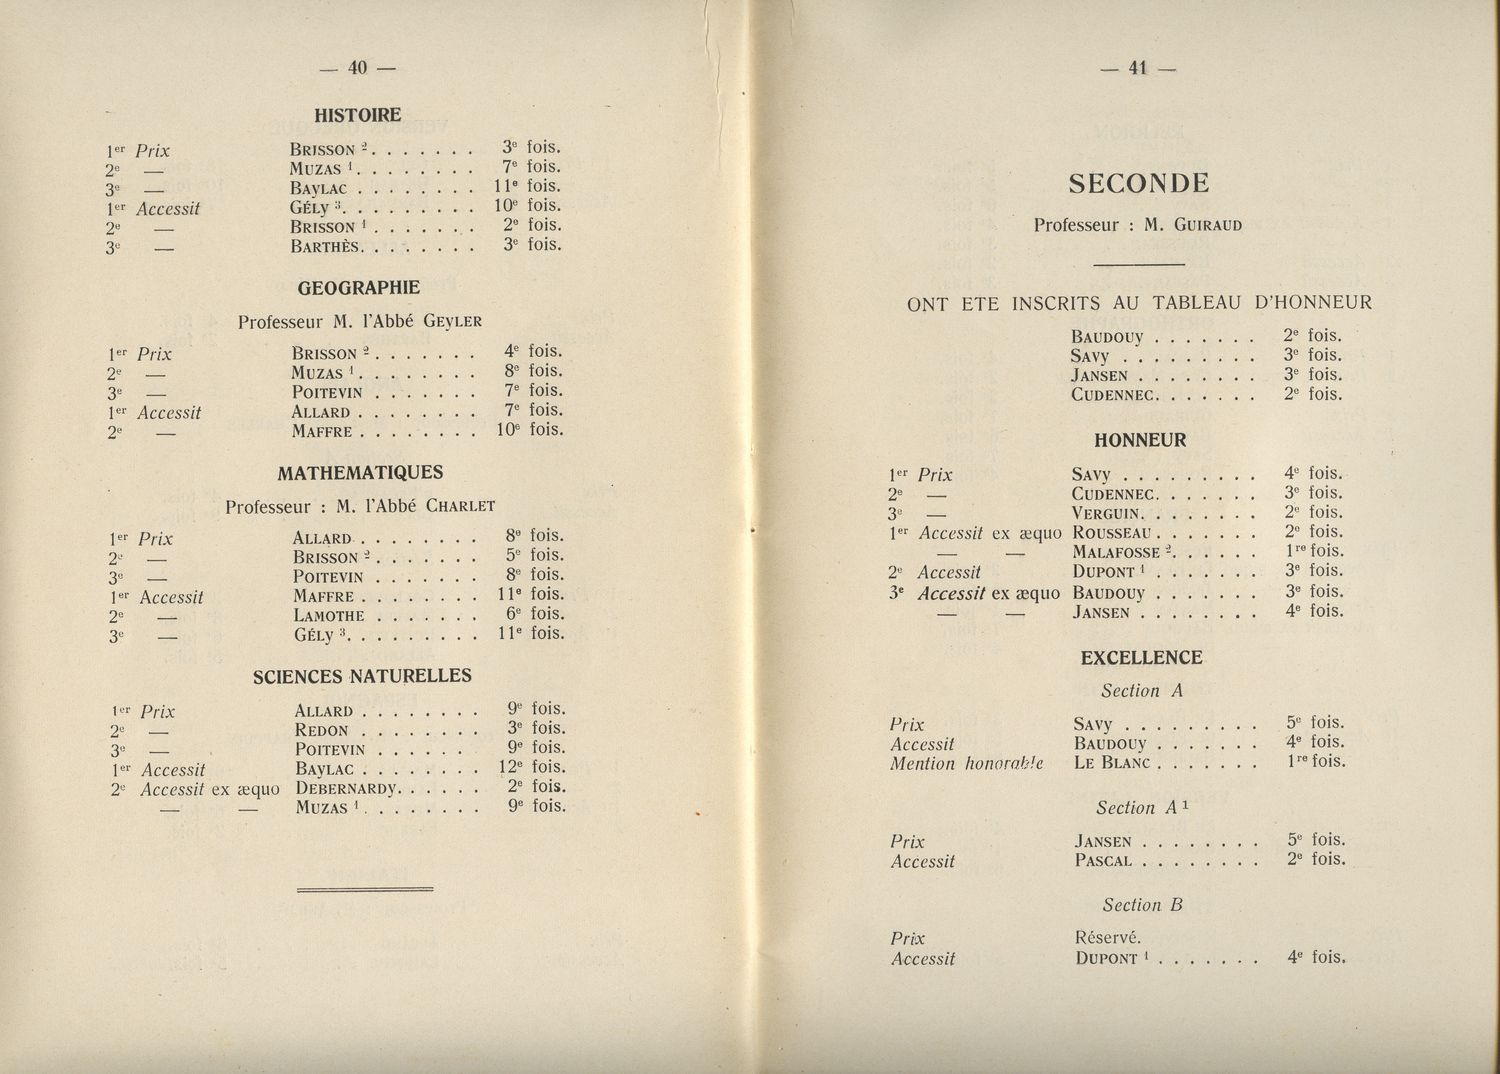 — 40 —
HISTOIRE
1er Prix BRISSON 2. . . . . . . 3e fois.
2e — MUZAS 1. . . . . . . . 7e fois.
3e — BAYLAC . . . . . . . . 11e fois.
1er Accessit GÉLY 3. . . . . . . . . 10e fois.
2e — BRISSON 1 . . . . . . . 2e fois.
3e — BARTHÈS. . . . . . . . 3e fois.
GEOGRAPHIE
Professeur M. l'Abbé GEYLER
1er Prix BRISSON 2 . . . . . . . 4e fois.
2e — MUZAS 1. . . . . . . . 8e fois.
3e — POITEVIN . . . . . . . 7e fois.
1er Accessit ALLARD . . . . . . . . 7e fois.
2e — MAFFRE . . . . . . . . 10e fois.
MATHEMATIQUES
Professeur : M. l'Abbé CHARLET
1er Prix ALLARD . . . . . . . . 8e fois.
2e — BRISSON 2 . . . . . . . 5e fois.
3e — POITEVIN . . . . . . . 8e fois.
1er Accessit MAFFRE . . . . . . . . 11e fois.
2e — LAMOTHE . . . . . . . 6e fois.
3e — GÉLY 3. . . . . . . . . 11e fois.
SCIENCES NATURELLES
1er Prix ALLARD . . . . . . . . 9e fois.
2e — REDON . . . . . . . . 3e fois.
3e — POITEVIN . . . . . . 9e fois.
1er Accessit BAYLAC . . . . . . . . 12e fois.
2e Accessit ex æquo DEBERNARDY. . . . . . 2e fois.
— — MUZAS 1 . . . . . . . 9e fois.
— 41 —
SECONDE
Professeur : M. GUIRAUD
ONT ETE INSCRITS AU TABLEAU D'HONNEUR
BAUDOUY . . . . . . . 2e fois.
SAVY . . . . . . . . . 3e fois.
JANSEN . . . . . . . . 3e fois.
CUDENNEC. . . . . . . 2e fois.
HONNEUR
1er Prix SAVY . . . . . . . . . 4e fois.
2e — CUDENNEC. . . . . . . 3e fois.
3e — VERGUIN. . . . . . . . 2e fois.
1er Accessit ex æquo ROUSSEAU . . . . . . . 2e fois.
— — MALAFOSSE 2. . . . . . 1re fois.
2e Accessit DUPONT 1 . . . . . . . 3e fois.
3e Accessit ex æquo BAUDOUY . . . . . . . 3e fois.
— — JANSEN . . . . . . . . 4e fois.
EXCELLENCE
Section A
Prix SAVY . . . . . . . . . 5e fois.
Accessit BAUDOUY . . . . . . . 4e fois.
Mention honorable LE BLANC . . . . . . . 1re fois.
Section A 1
Prix JANSEN . . . . . . . . 5e fois.
Accessit PASCAL . . . . . . . . 2e fois.
Section B
Prix Réservé.
Accessit DUPONT 1 . . . . . . . 4e fois.